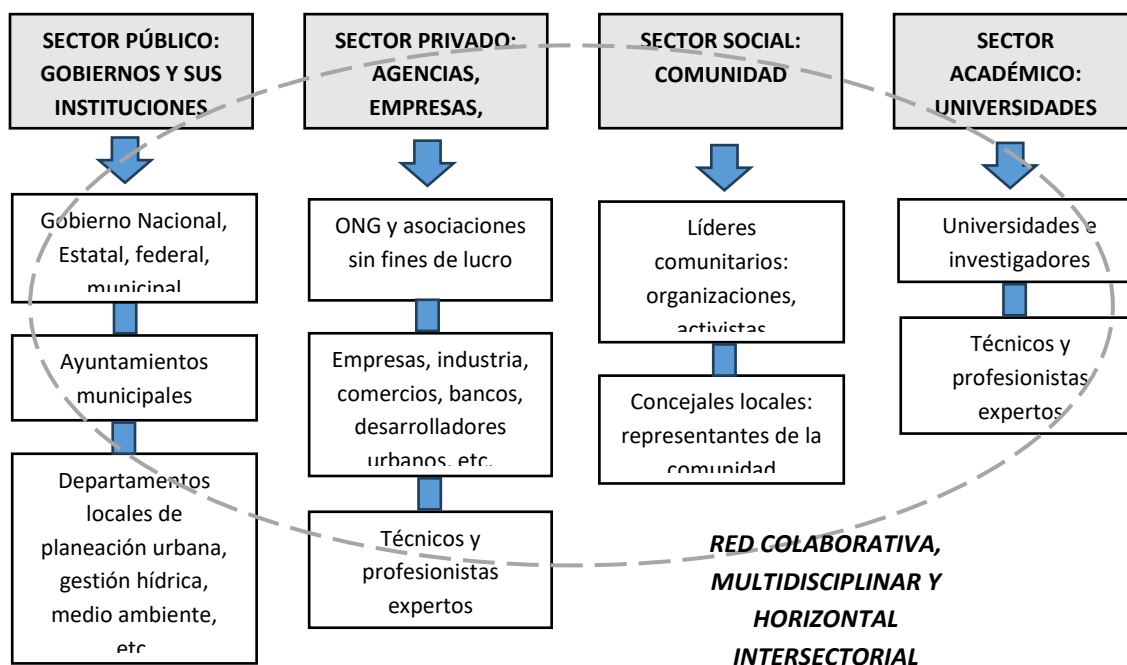 SECTOR PÚBLICO:
GOBIERNOS Y SUS
INSTITUCIONES
SECTOR PRIVADO:
AGENCIAS,
EMPRESAS,
SECTOR SOCIAL:
COMUNIDAD
SECTOR
ACADÉMICO:
UNIVERSIDADES
Gobierno Nacional,
Estatal, federal,
municipal
Ayuntamientos
municipales
Departamentos
locales de
planeación urbana,
gestión hídrica,
medio ambiente,
etc
ONG y asociaciones
sin fines de lucro
Empresas, industria,
comercios, bancos,
desarrolladores
urbanos, etc.
Técnicos y
profesionistas
expertos
Líderes
comunitarios:
organizaciones,
activistas
Concejales locales:
representantes de la
comunidad
Universidades e
investigadores
Técnicos y
profesionistas
expertos
RED COLABORATIVA,
MULTIDISCIPLINAR Y
HORIZONTAL
INTERSECTORIAL